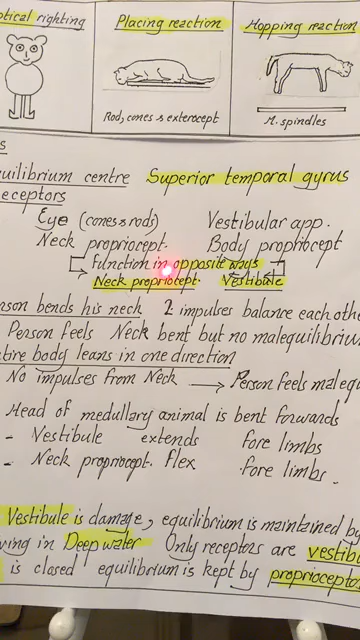 ptical righting
Placing reaction
Hopping reaction
Rod, cones & exterocept
M. spindles
s
quilibrium centre Superior temporal gyrus
eceptors
Eye (cones & rods) Vestibular app.
Neck propriocept. Body propriocept
function in opposite ways
Neck propriocept. Vestibule
son bends his neck 2 impulses balance each othe
Person feels Neck bent but no malequilibriu
tire body leans in one direction
No impulses from Neck → Person feels malequ
Head of medullary animal is bent forwards
- Vestibule extends fore limbs
- Neck propriocept. flex fore limbs.
Vestibule is damage, equilibrium is maintained by
ving in Deep water Only receptors are vestib
is closed equilibrium is kept by propriocepto